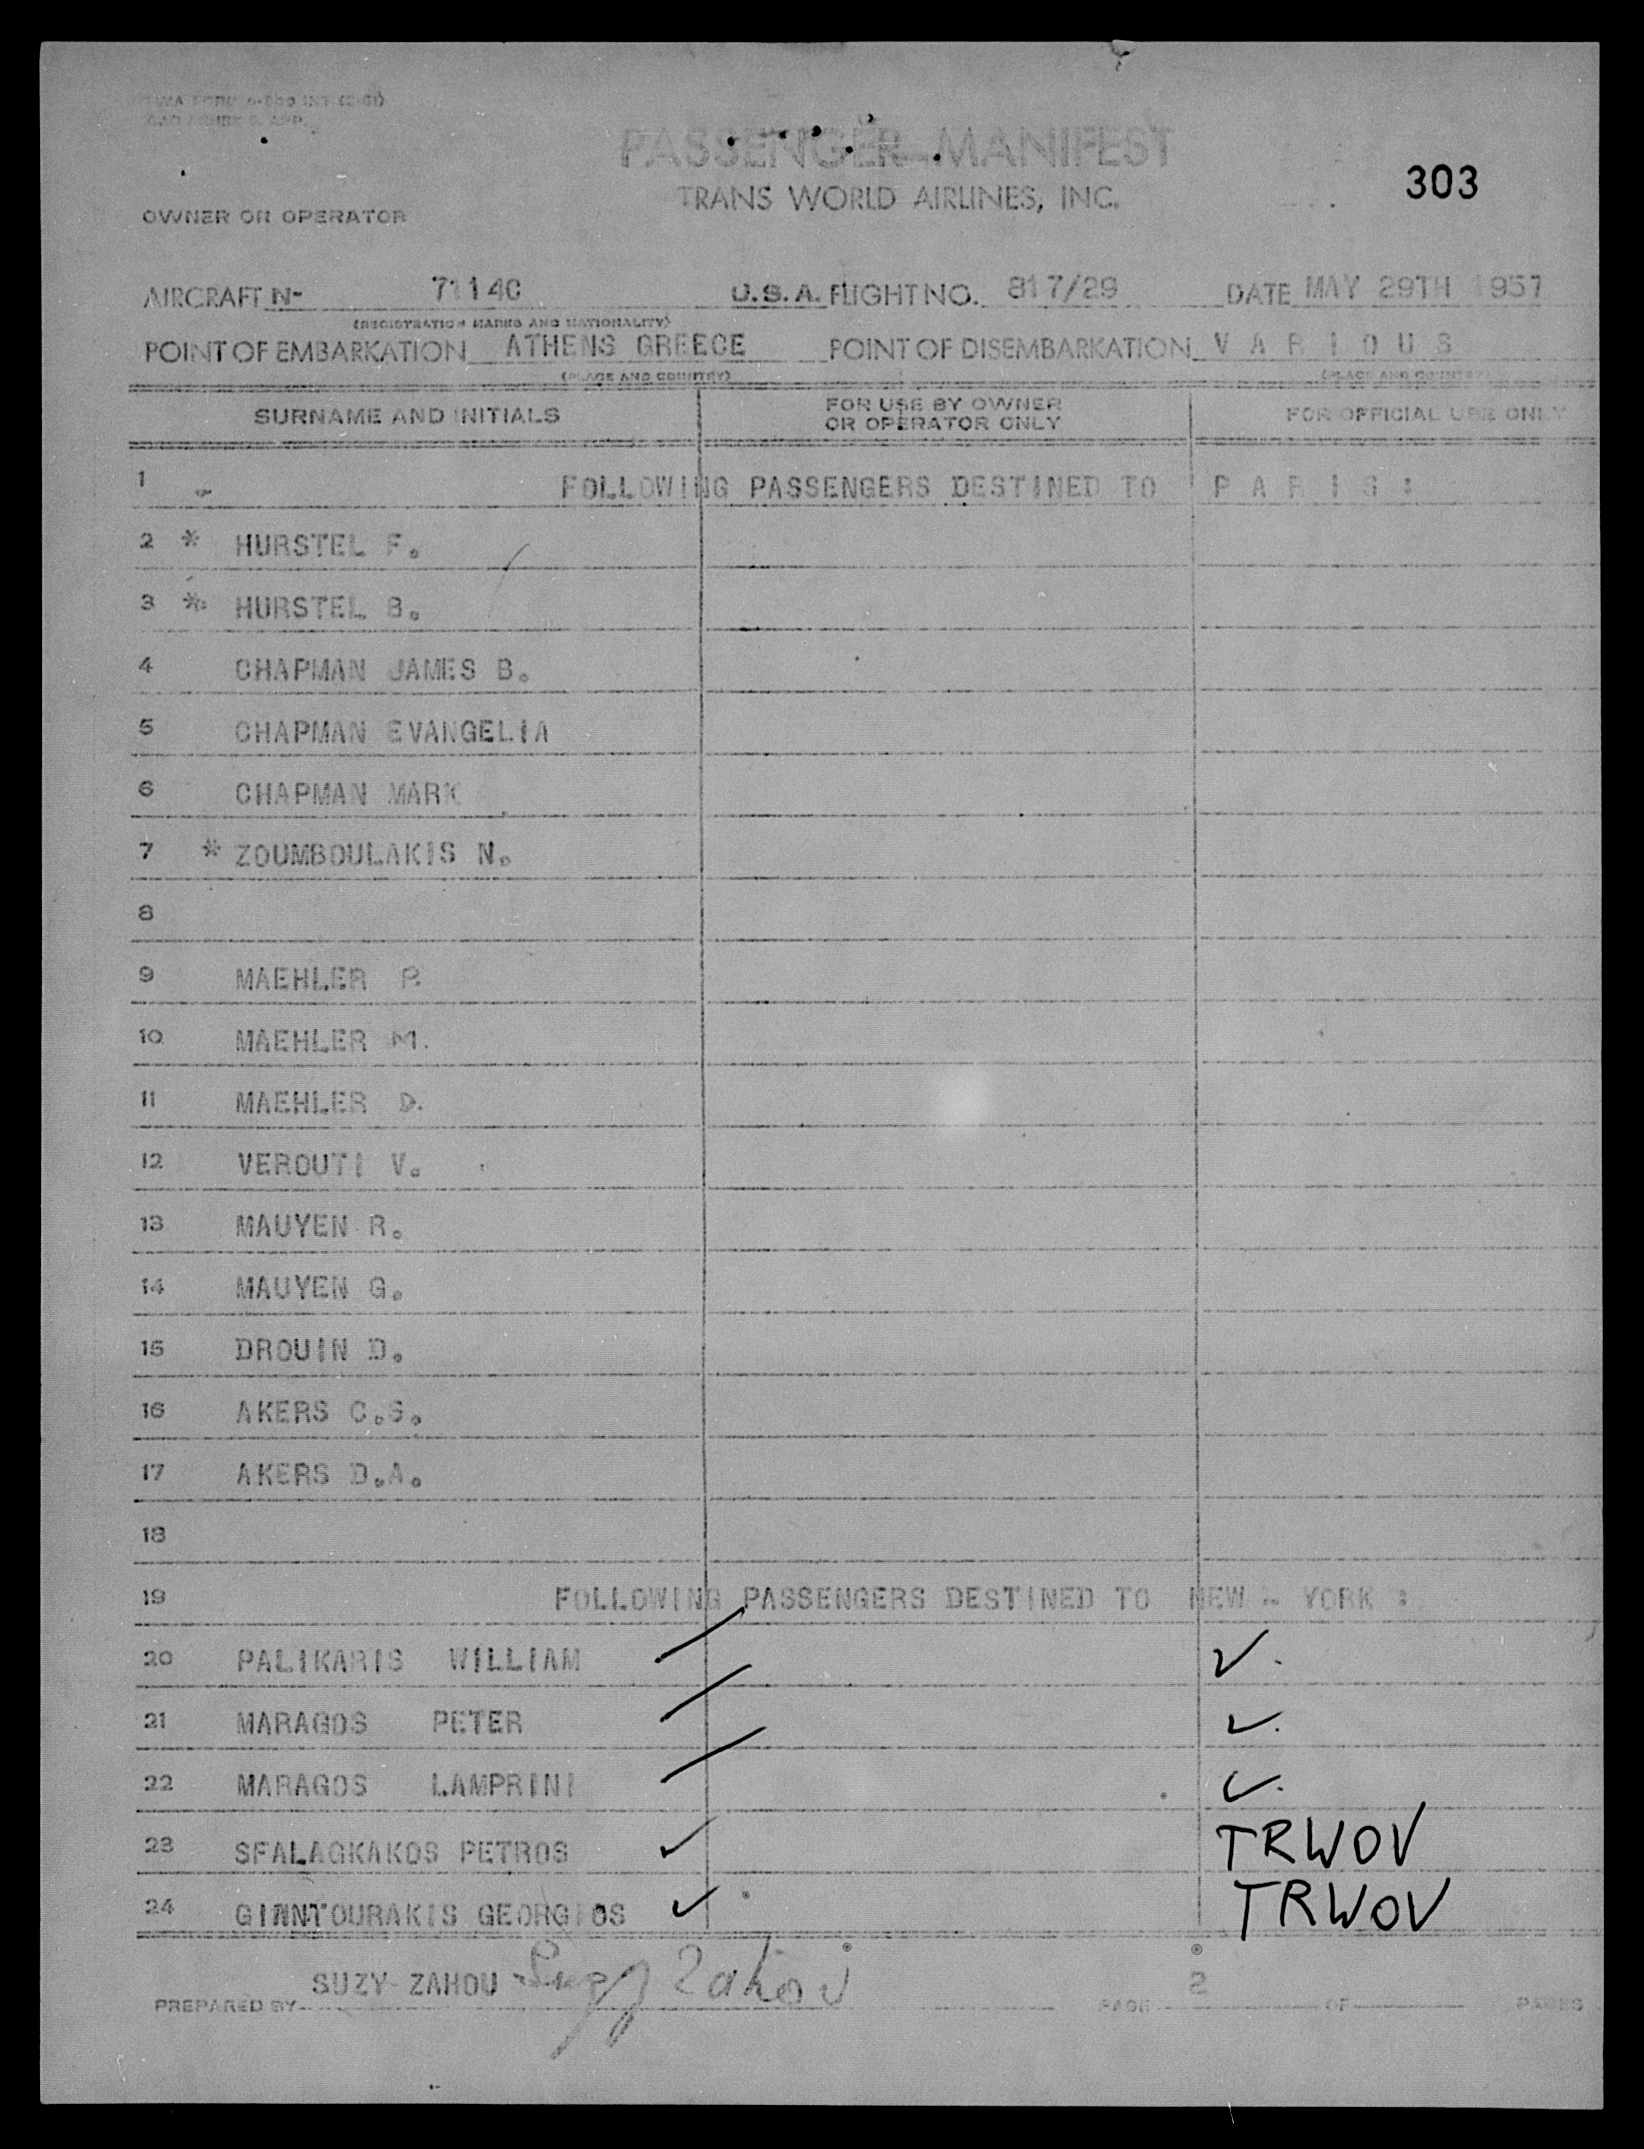 PASSENGER MANIFEST
TRANS WORLD AIRLINES, INC.
303
OWNER OR OPERATOR
AIRCRAFT N- 7114C U.S.A. FLIGHT NO. 817/29 DATE MAY 29TH 1957
(REGISTRATION MARKS AND NATIONALITY)
POINT OF EMBARKATION ATHENS GREECE POINT OF DISEMBARKATION V A R I O U S
(PLACE AND COUNTRY) (PLACE AND COUNTRY)
SURNAME AND INITIALS FOR USE BY OWNER OR OPERATOR ONLY FOR OFFICIAL USE ONLY
1 FOLLOWING PASSENGERS DESTINED TO P A R I S :
2 * HURSTEL F.
3 * HURSTEL B.
4 CHAPMAN JAMES B.
5 CHAPMAN EVANGELIA
6 CHAPMAN MARK
7 * ZOUMBOULAKIS N.
8
9 MAEHLER P.
10 MAEHLER M.
11 MAEHLER D.
12 VEROUTI V.
13 MAUYEN R.
14 MAUYEN G.
15 DROUIN D.
16 AKERS C.S.
17 AKERS D.A.
18
19 FOLLOWING PASSENGERS DESTINED TO NEW - YORK :
20 PALIKARIS WILLIAM ✓
21 MARAGOS PETER ✓
22 MARAGOS LAMPRINI ✓
23 SFALAGKAKOS PETROS ✓ TRWOV
24 GIANTOURAKIS GEORGIOS ✓ TRWOV
PREPARED BY SUZY ZAHOU Suzy Zahou PAGE 2 OF PAGES